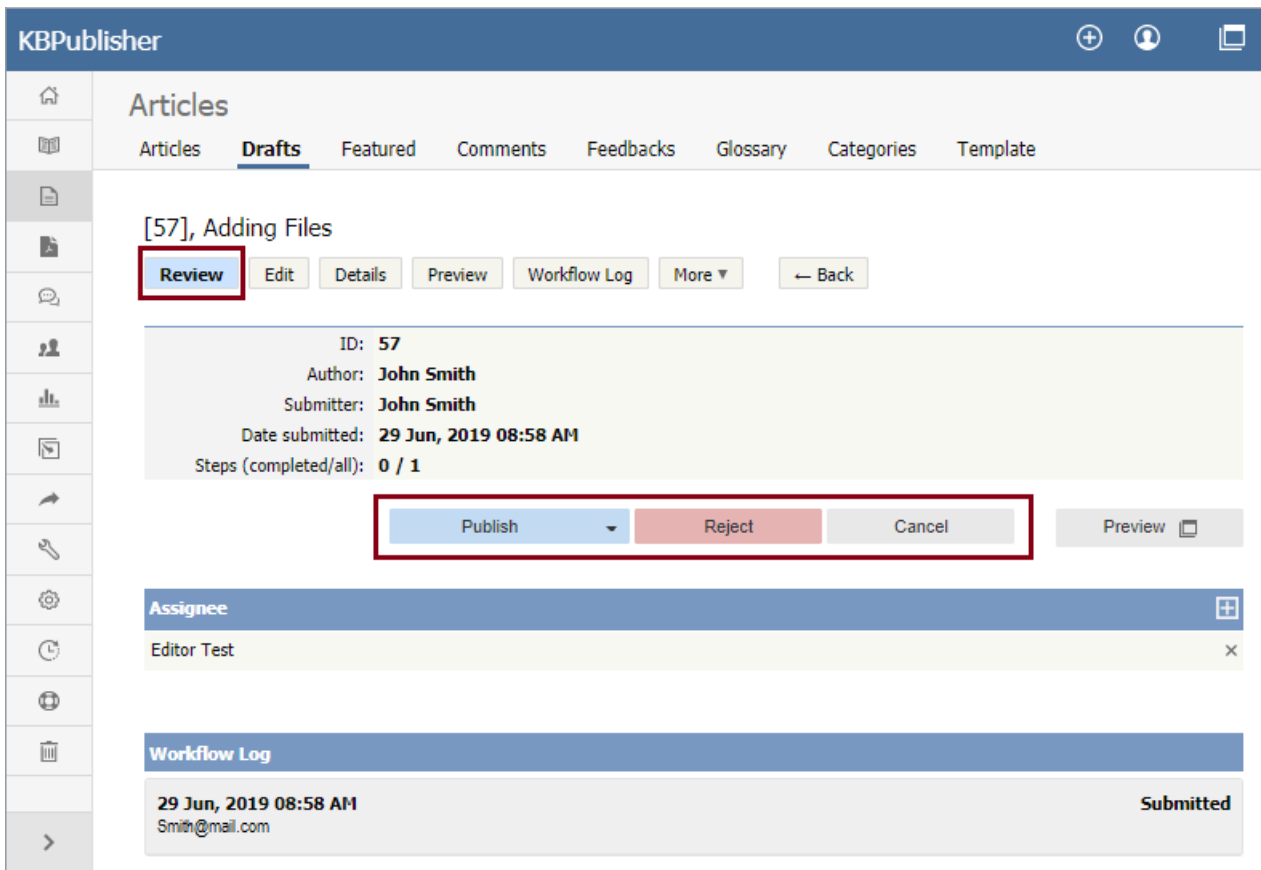 KBPublisher
Articles
Articles Drafts Featured Comments Feedbacks Glossary Categories Template
[57], Adding Files
Review Edit Details Preview Workflow Log More ▼ ← Back
ID: 57
Author: John Smith
Submitter: John Smith
Date submitted: 29 Jun, 2019 08:58 AM
Steps (completed/all): 0 / 1
Publish Reject Cancel Preview
Assignee
Editor Test ×
Workflow Log
29 Jun, 2019 08:58 AM Submitted
Smith@mail.com